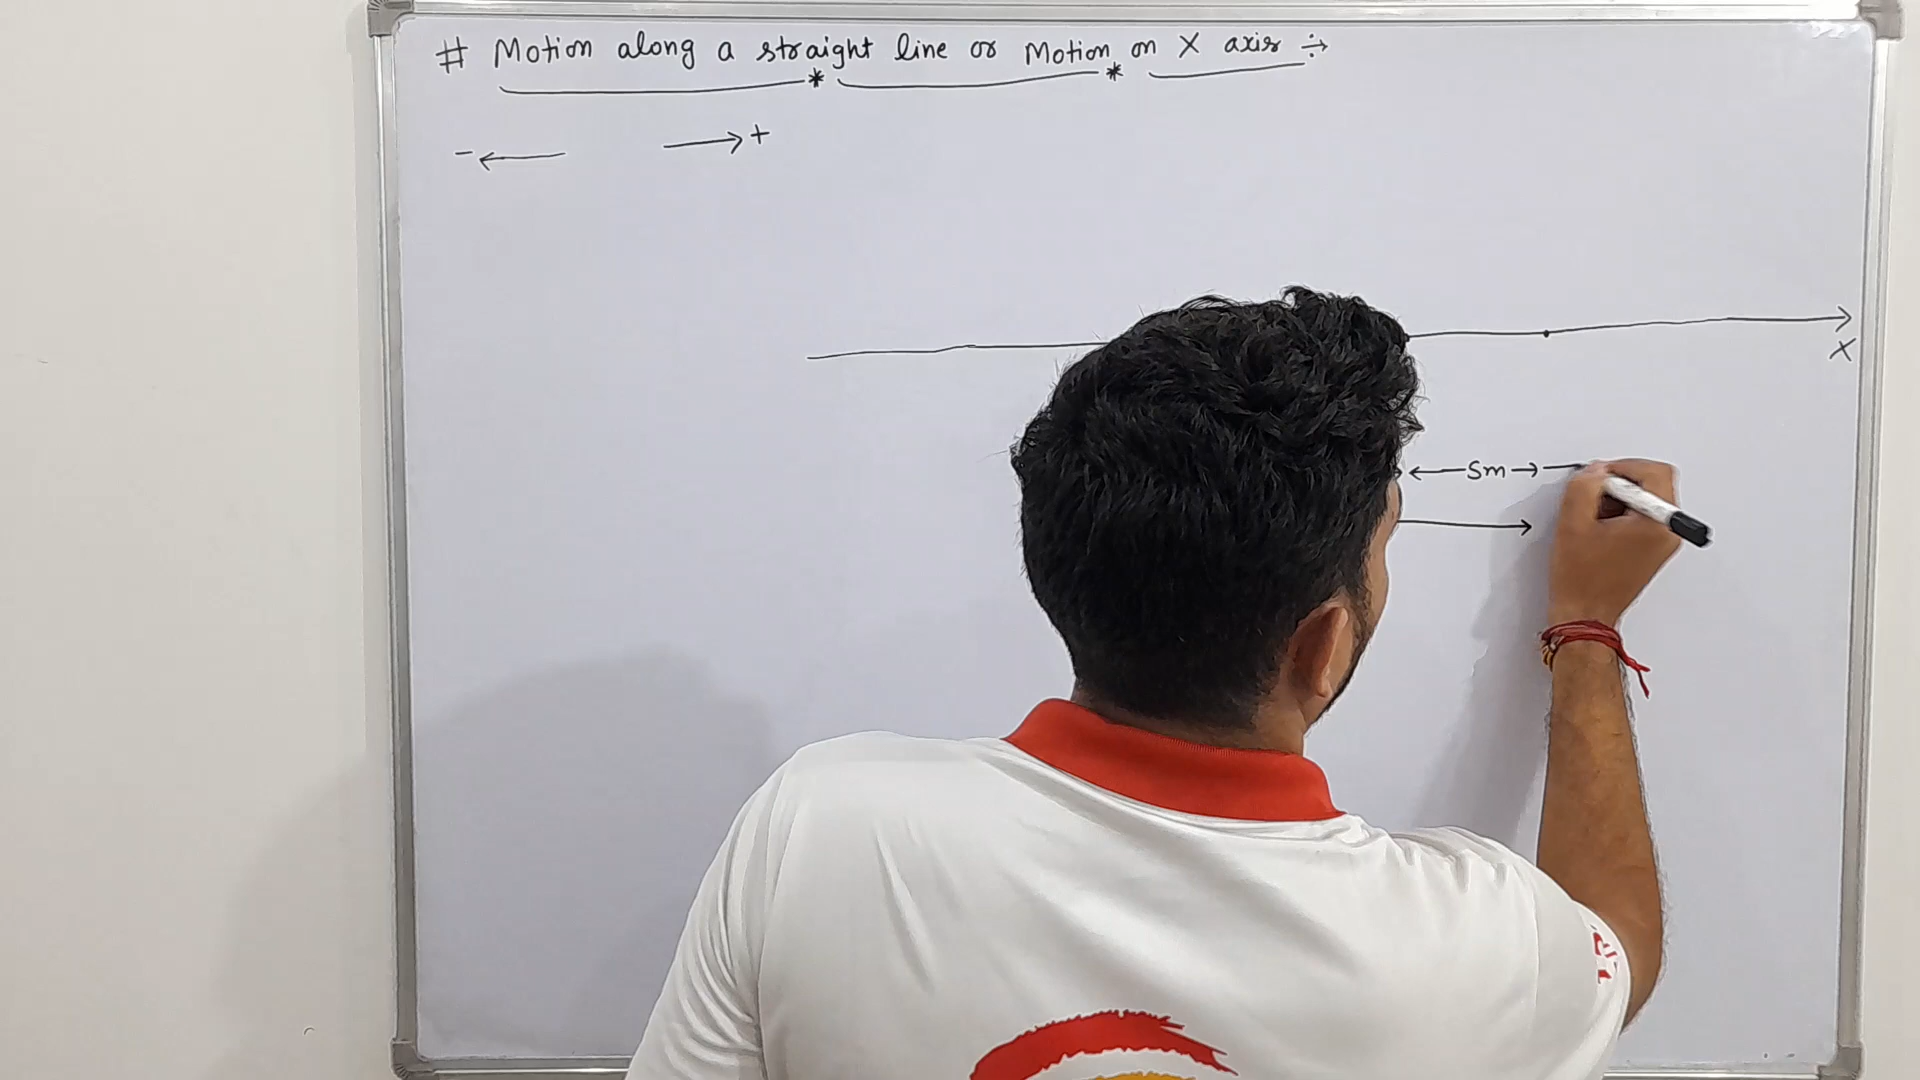 # Motion along a straight line or Motion on X axis ÷
- ← → +
X
← 5m →